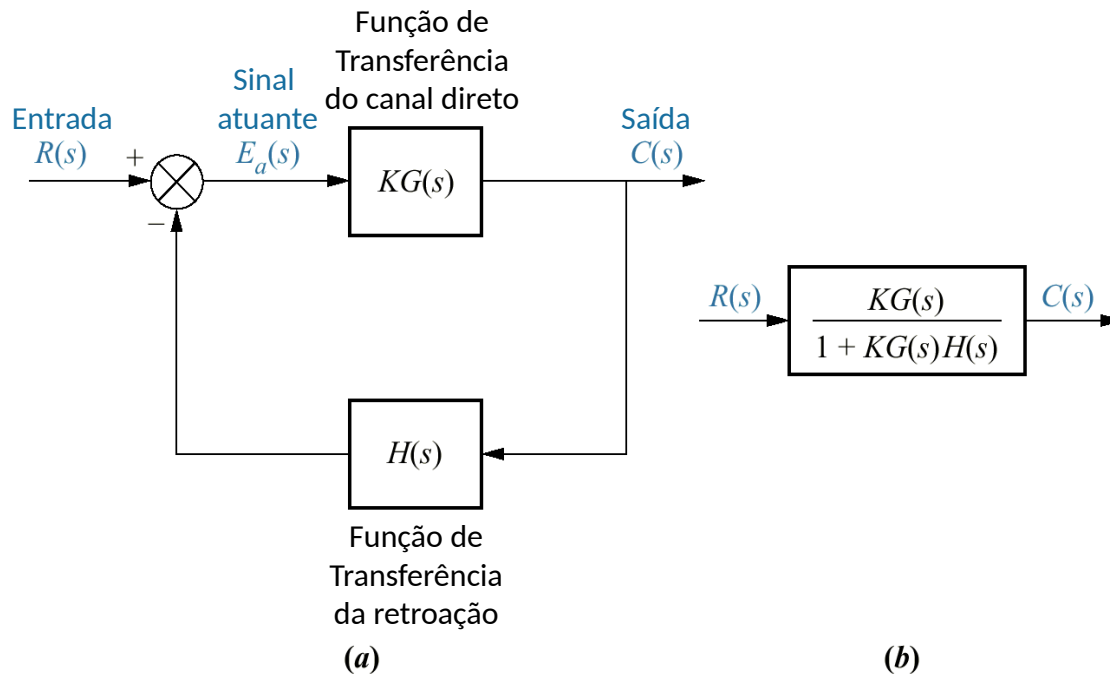 Função de
Transferência
do canal direto
Sinal
atuante
Entrada
Saída
R(s)
E_a(s)
C(s)
+
−
KG(s)
H(s)
Função de
Transferência
da retroação
(a)
R(s)
KG(s)
1 + KG(s)H(s)
C(s)
(b)